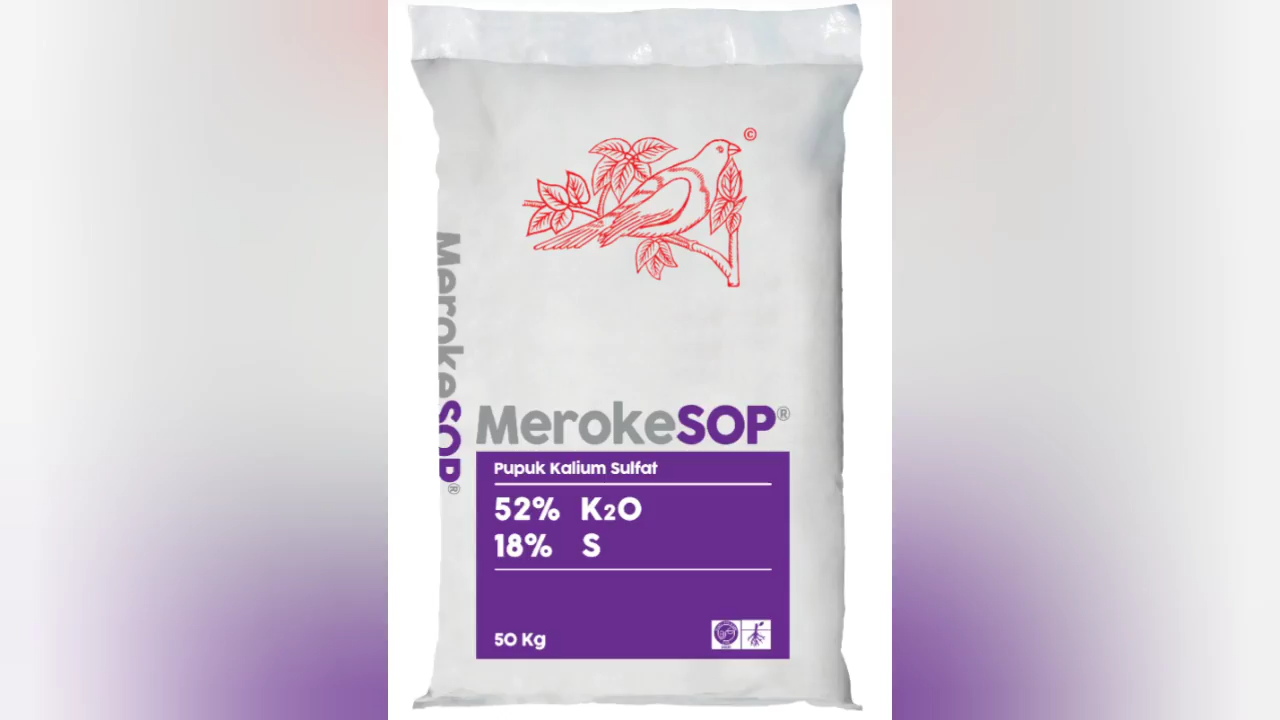 ©
MerokeSOP®
MerokeSOP®
Pupuk Kalium Sulfat
52% K2O
18% S
50 Kg